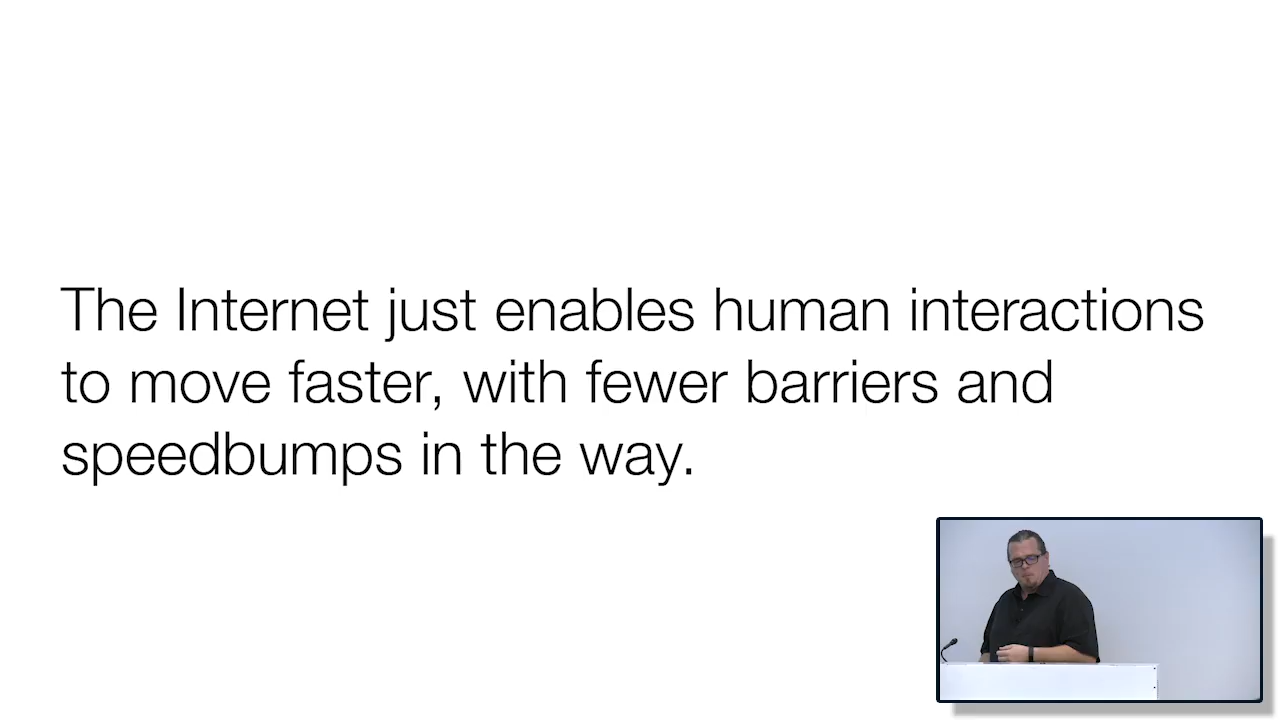 The Internet just enables human interactions
to move faster, with fewer barriers and
speedbumps in the way.